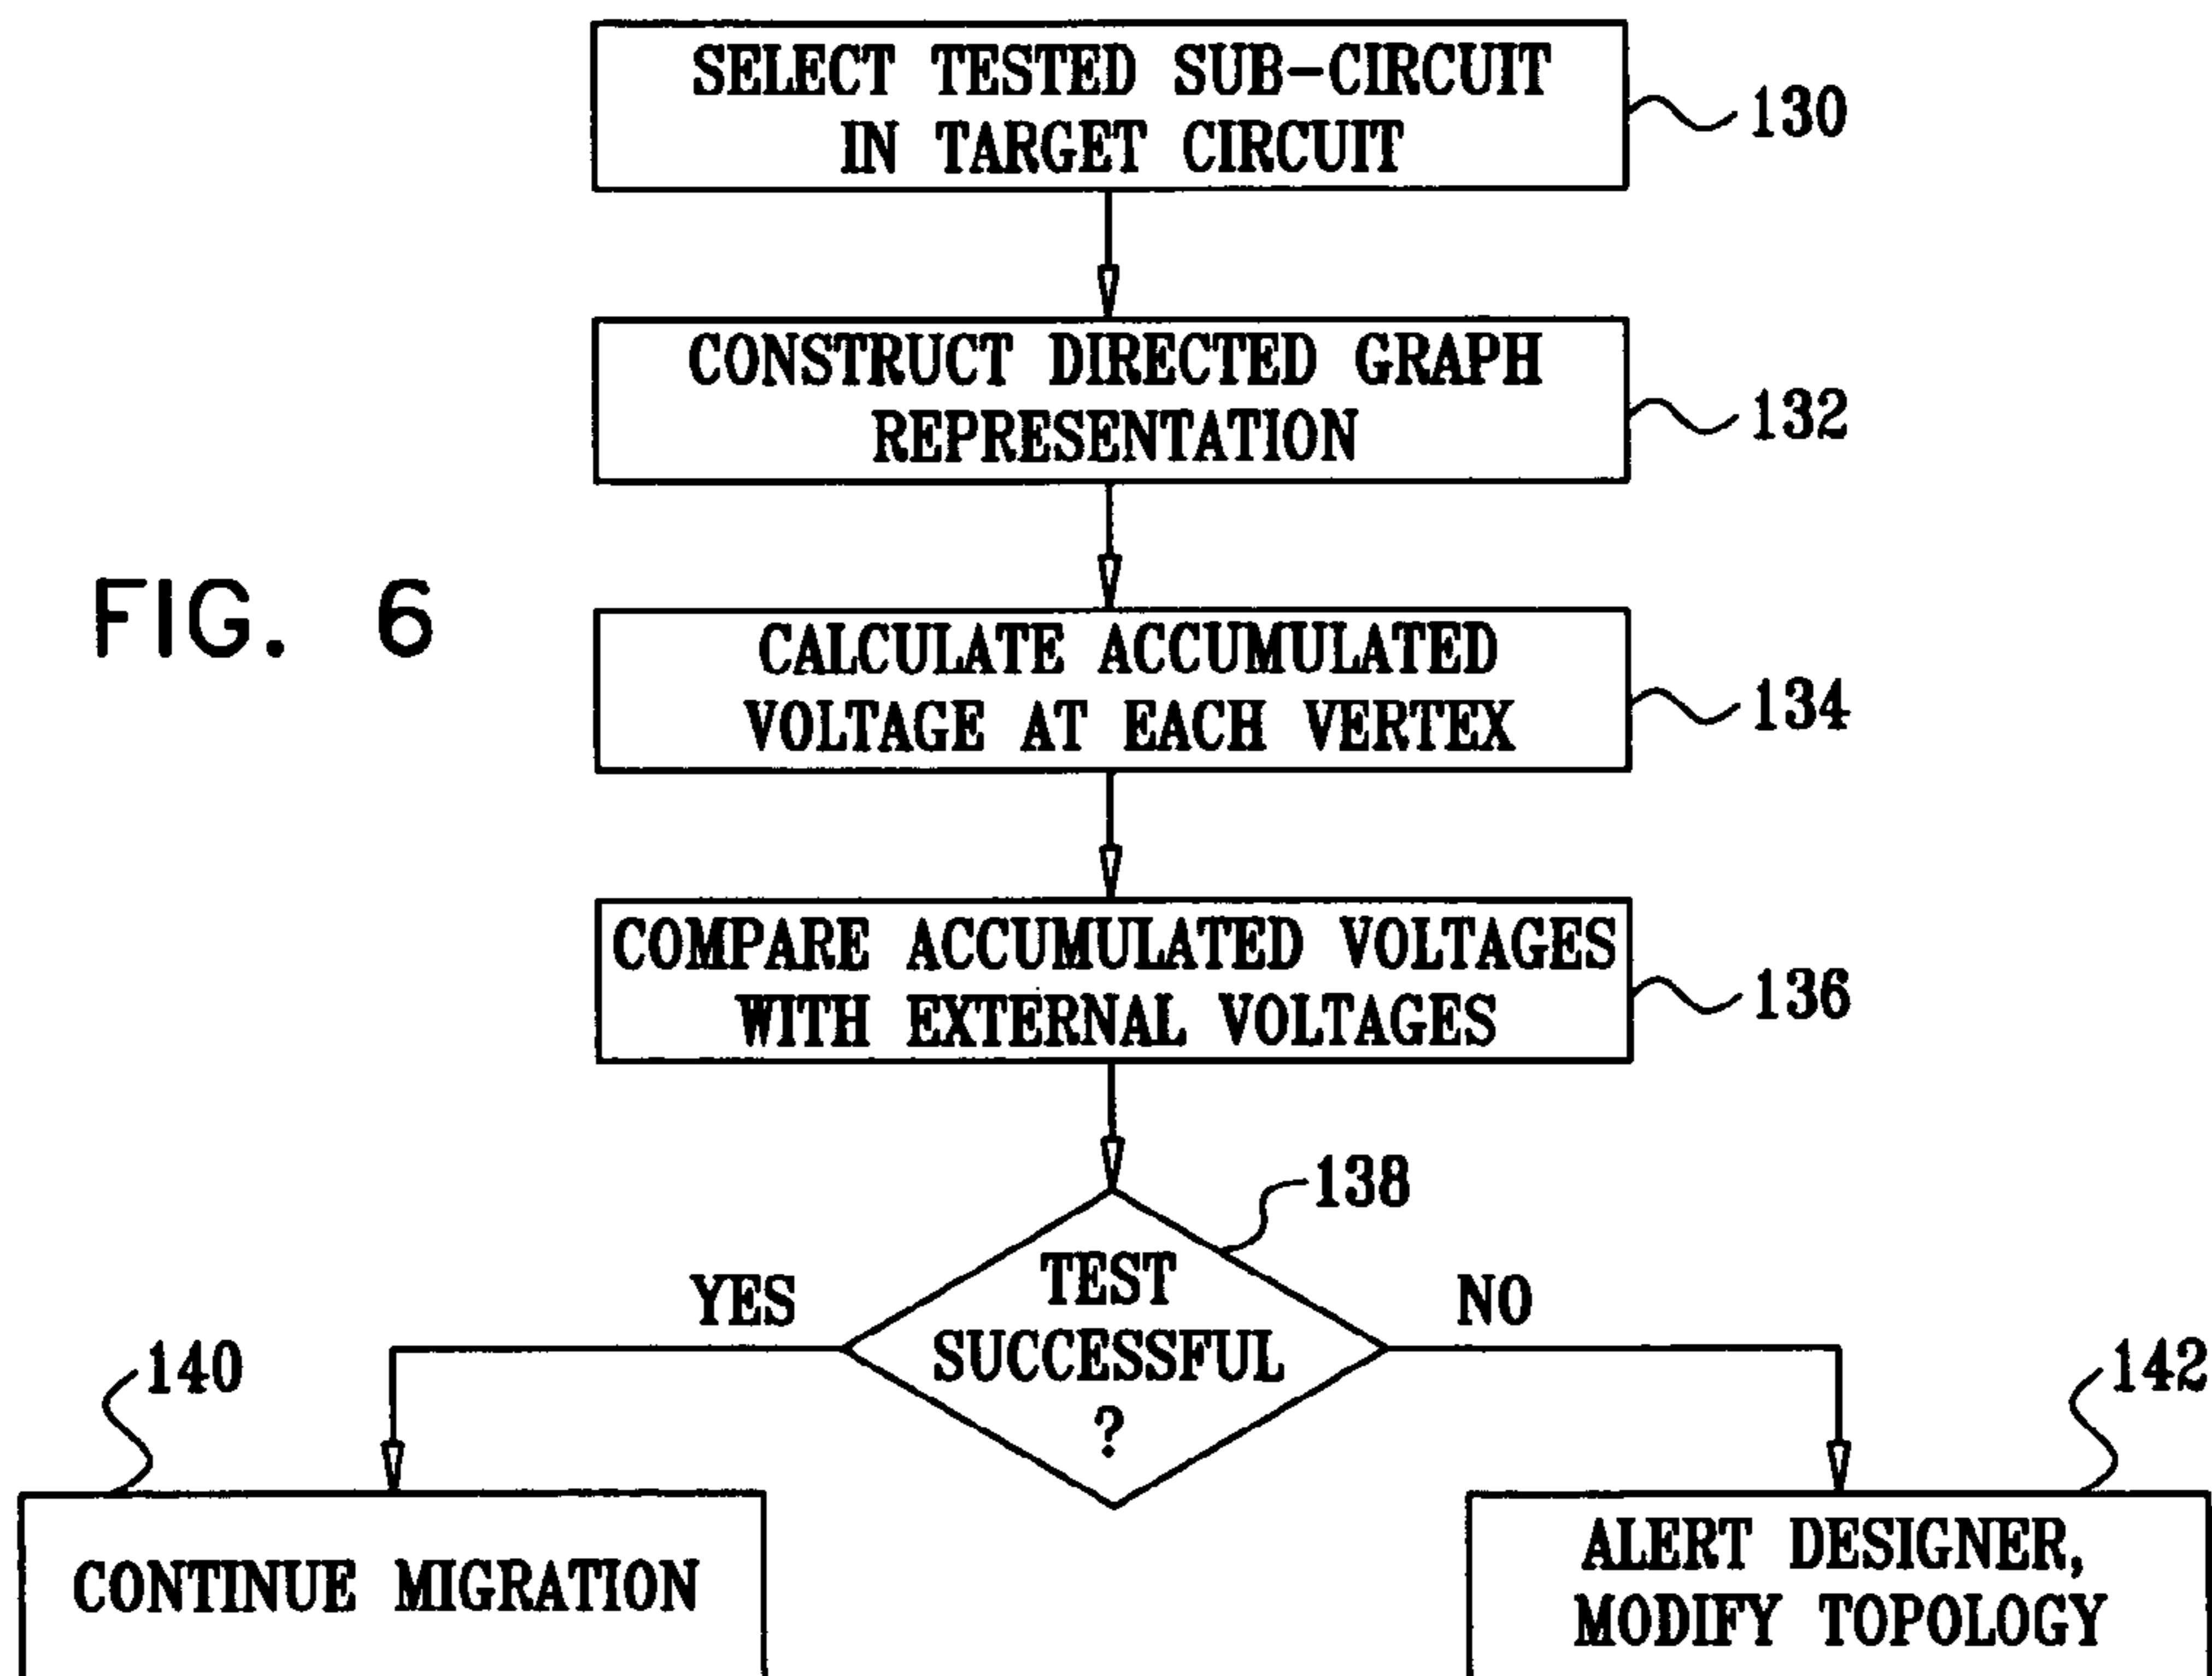 SELECT TESTED SUB-CIRCUIT
IN TARGET CIRCUIT
130
CONSTRUCT DIRECTED GRAPH
REPRESENTATION
132
FIG. 6
CALCULATE ACCUMULATED
VOLTAGE AT EACH VERTEX
134
COMPARE ACCUMULATED VOLTAGES
WITH EXTERNAL VOLTAGES
136
138
TEST
SUCCESSFUL
?
YES
NO
140
142
CONTINUE MIGRATION
ALERT DESIGNER,
MODIFY TOPOLOGY